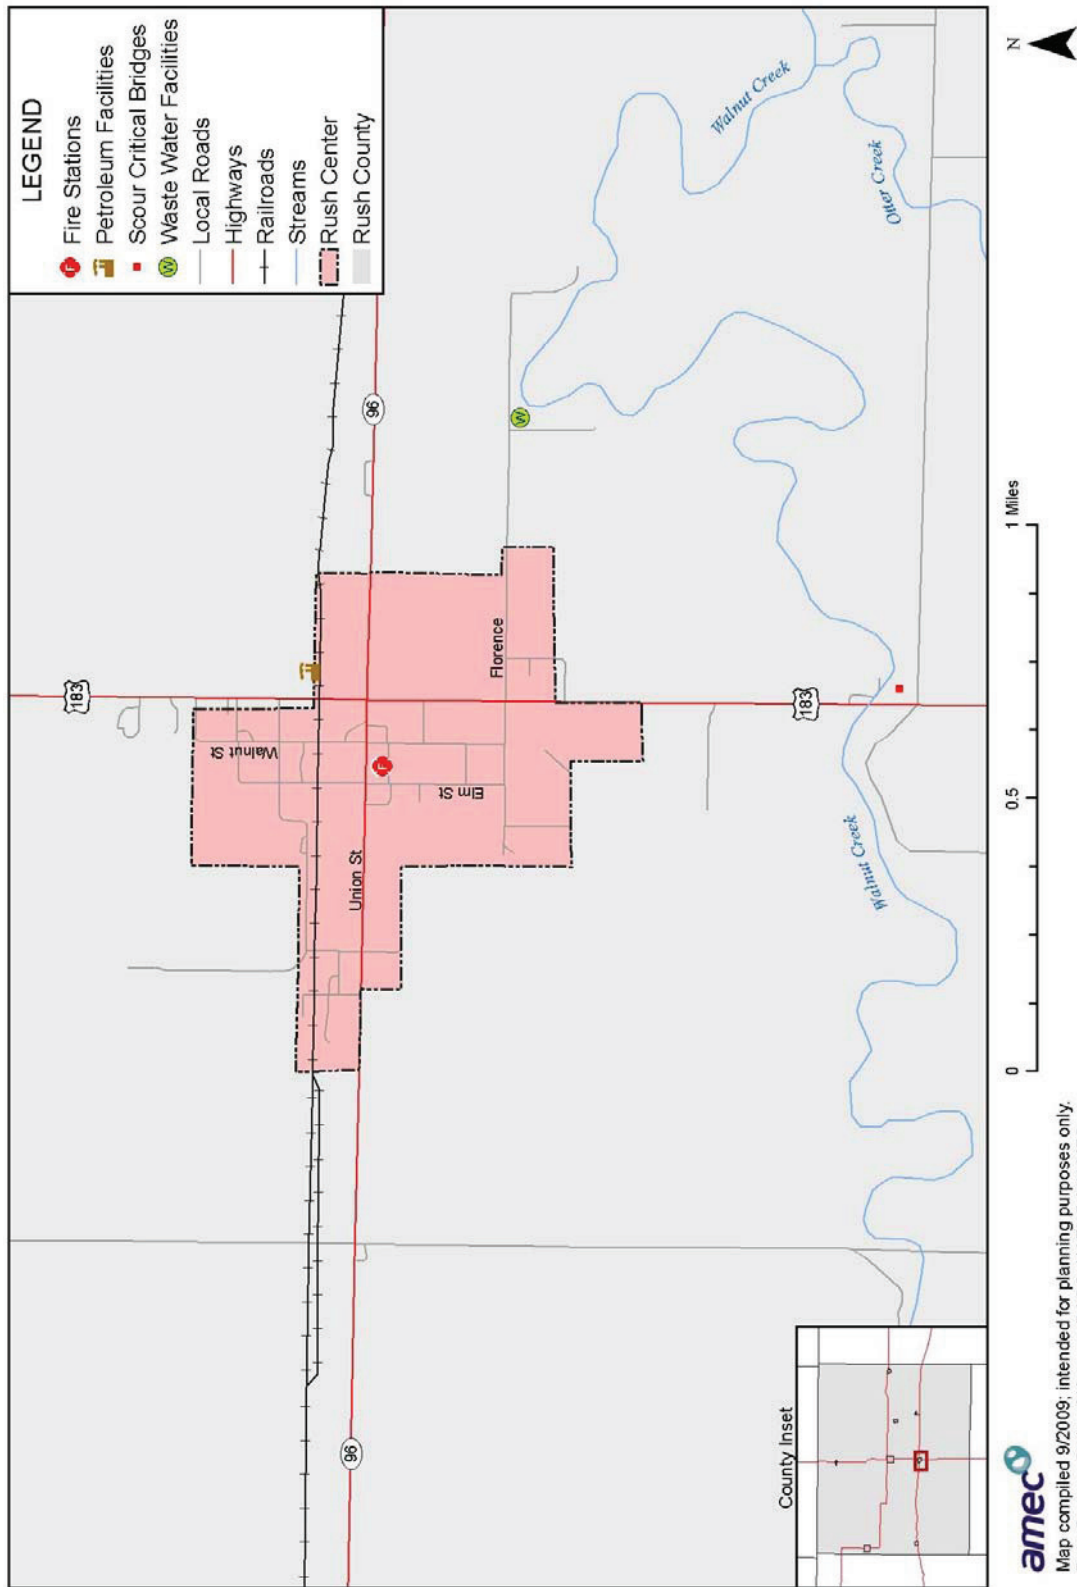 LEGEND
Fire Stations
Petroleum Facilities
Scour Critical Bridges
Waste Water Facilities
Local Roads
Highways
Railroads
Streams
Rush Center
Rush County
183
Walnut St
96
Union St
F
Elm St
Florence
W
96
183
Walnut Creek
Walnut Creek
Otter Creek
County Inset
amec
0
0.5
1 Miles
N
Map compiled 9/2009; intended for planning purposes only.